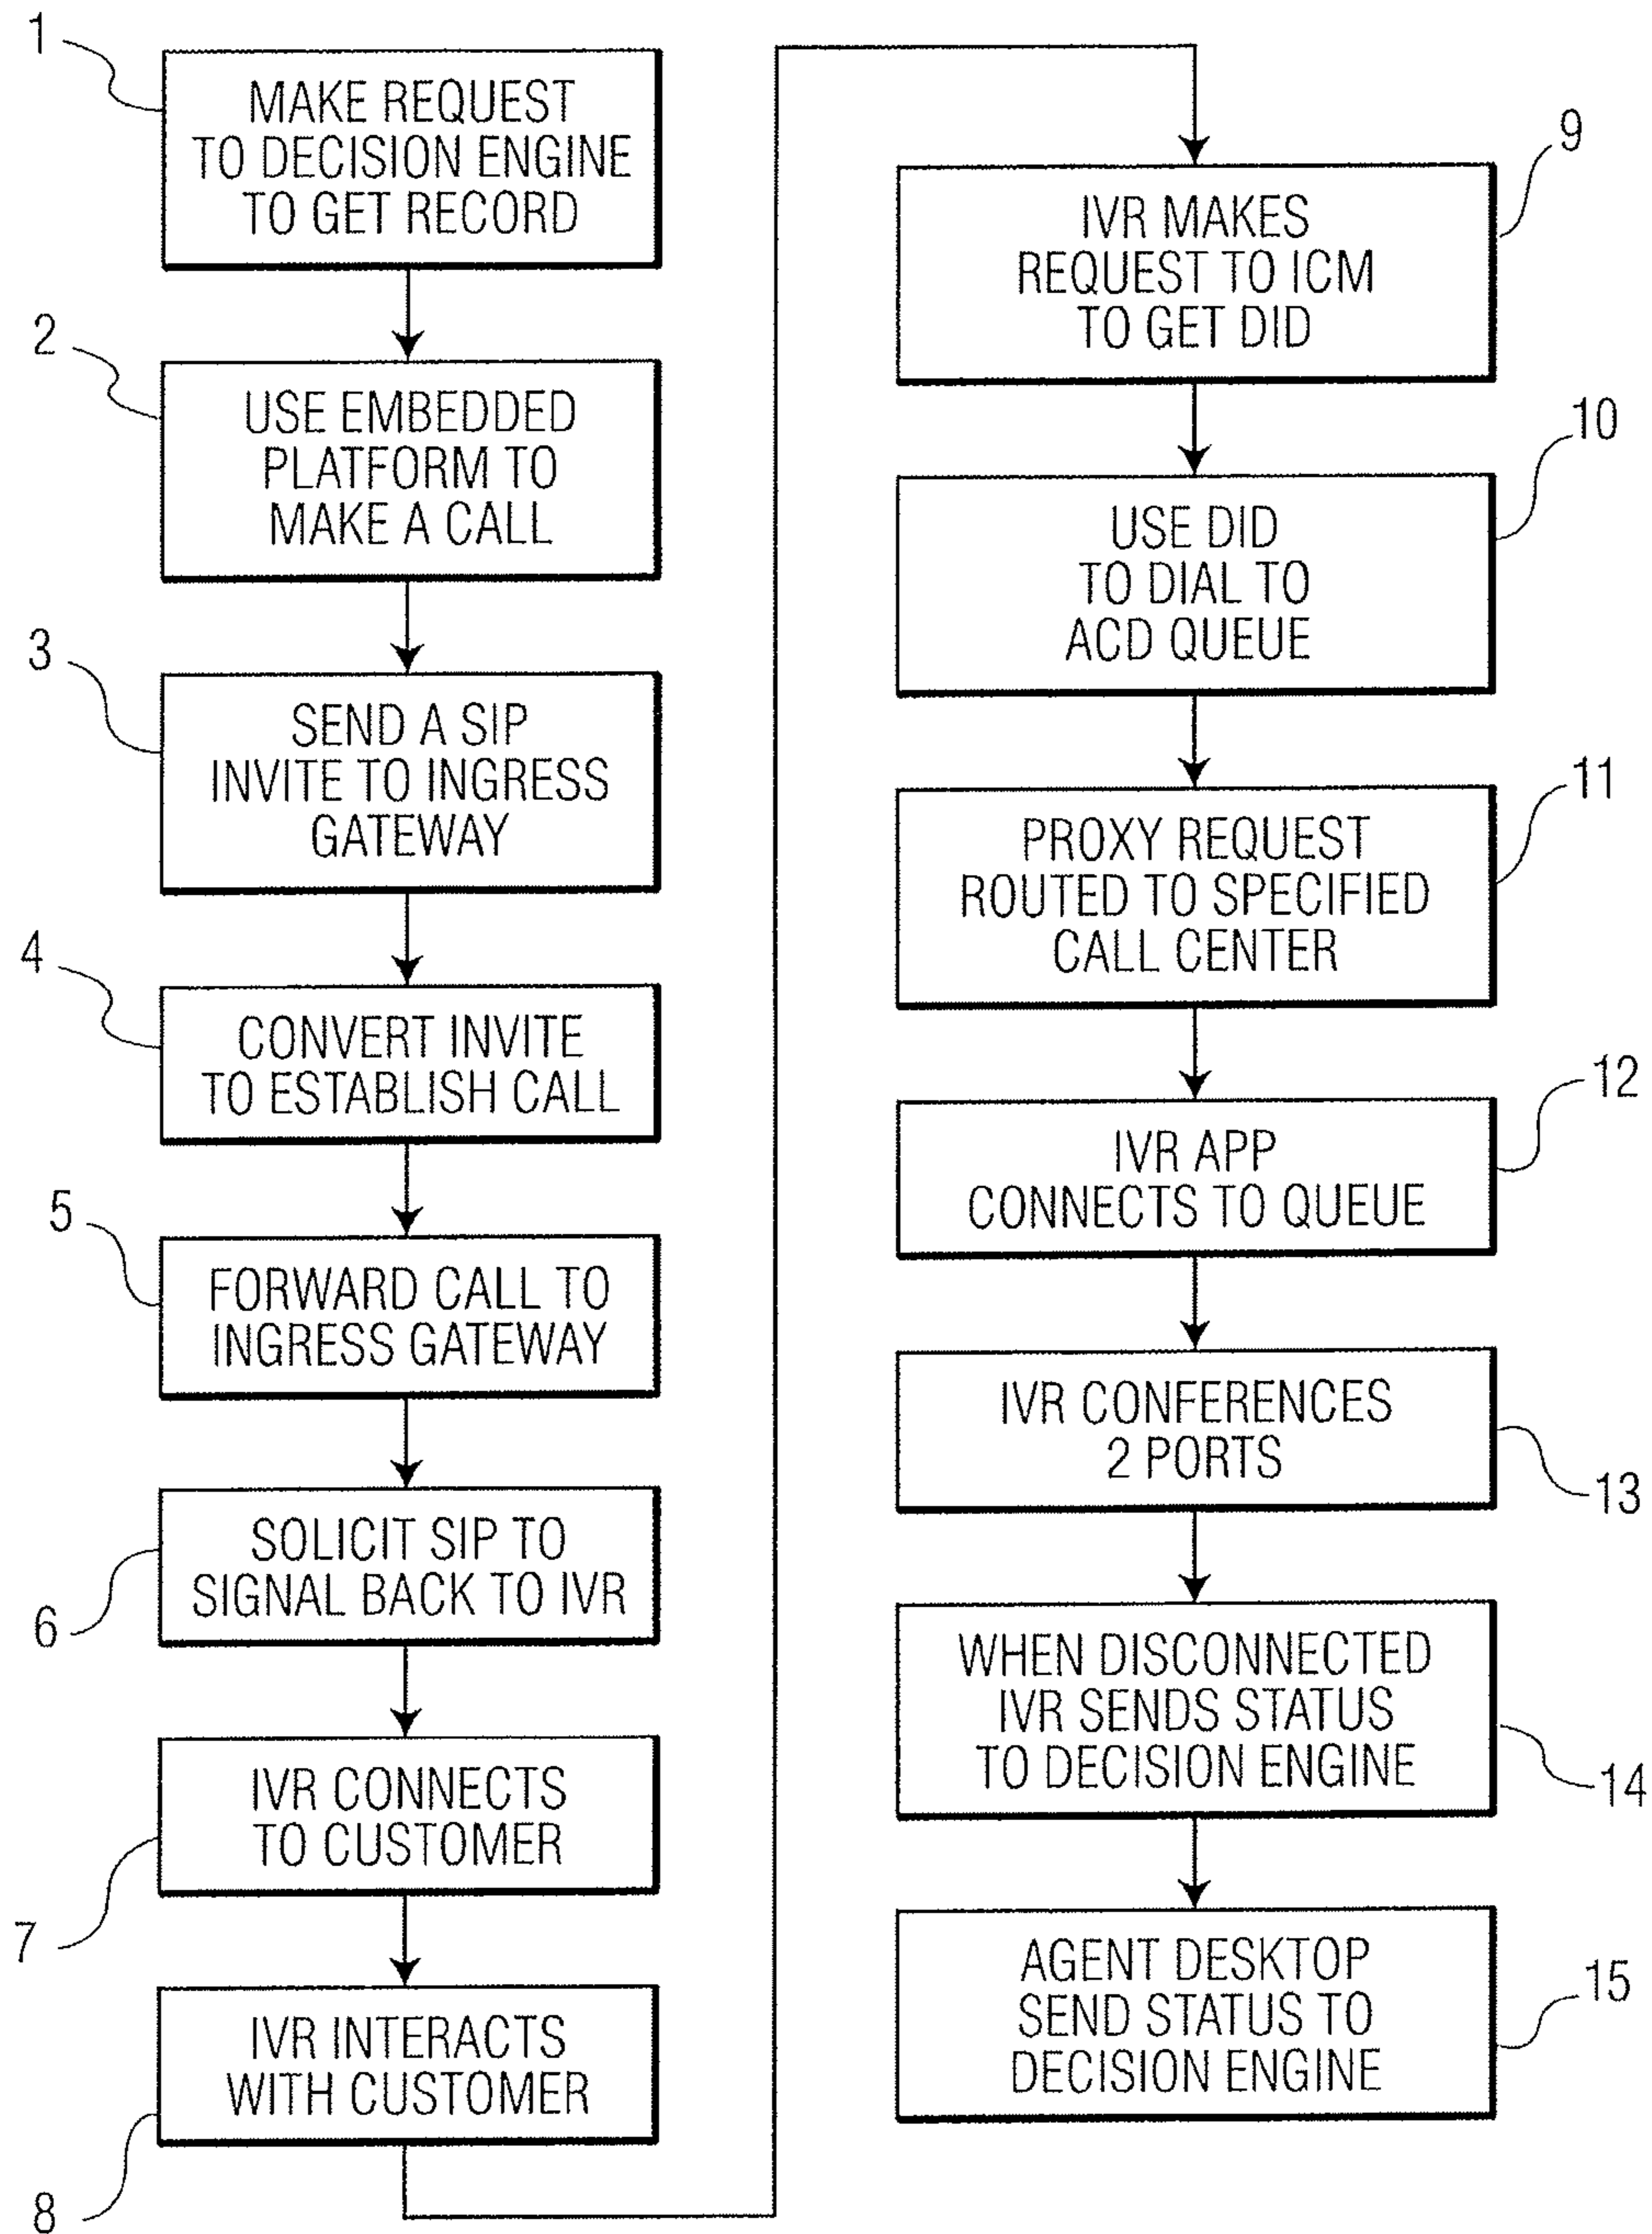 1
MAKE REQUEST
TO DECISION ENGINE
TO GET RECORD
2
USE EMBEDDED
PLATFORM TO
MAKE A CALL
3
SEND A SIP
INVITE TO INGRESS
GATEWAY
4
CONVERT INVITE
TO ESTABLISH CALL
5
FORWARD CALL TO
INGRESS GATEWAY
6
SOLICIT SIP TO
SIGNAL BACK TO IVR
7
IVR CONNECTS
TO CUSTOMER
8
IVR INTERACTS
WITH CUSTOMER
9
IVR MAKES
REQUEST TO ICM
TO GET DID
10
USE DID
TO DIAL TO
ACD QUEUE
11
PROXY REQUEST
ROUTED TO SPECIFIED
CALL CENTER
12
IVR APP
CONNECTS TO QUEUE
13
IVR CONFERENCES
2 PORTS
14
WHEN DISCONNECTED
IVR SENDS STATUS
TO DECISION ENGINE
15
AGENT DESKTOP
SEND STATUS TO
DECISION ENGINE